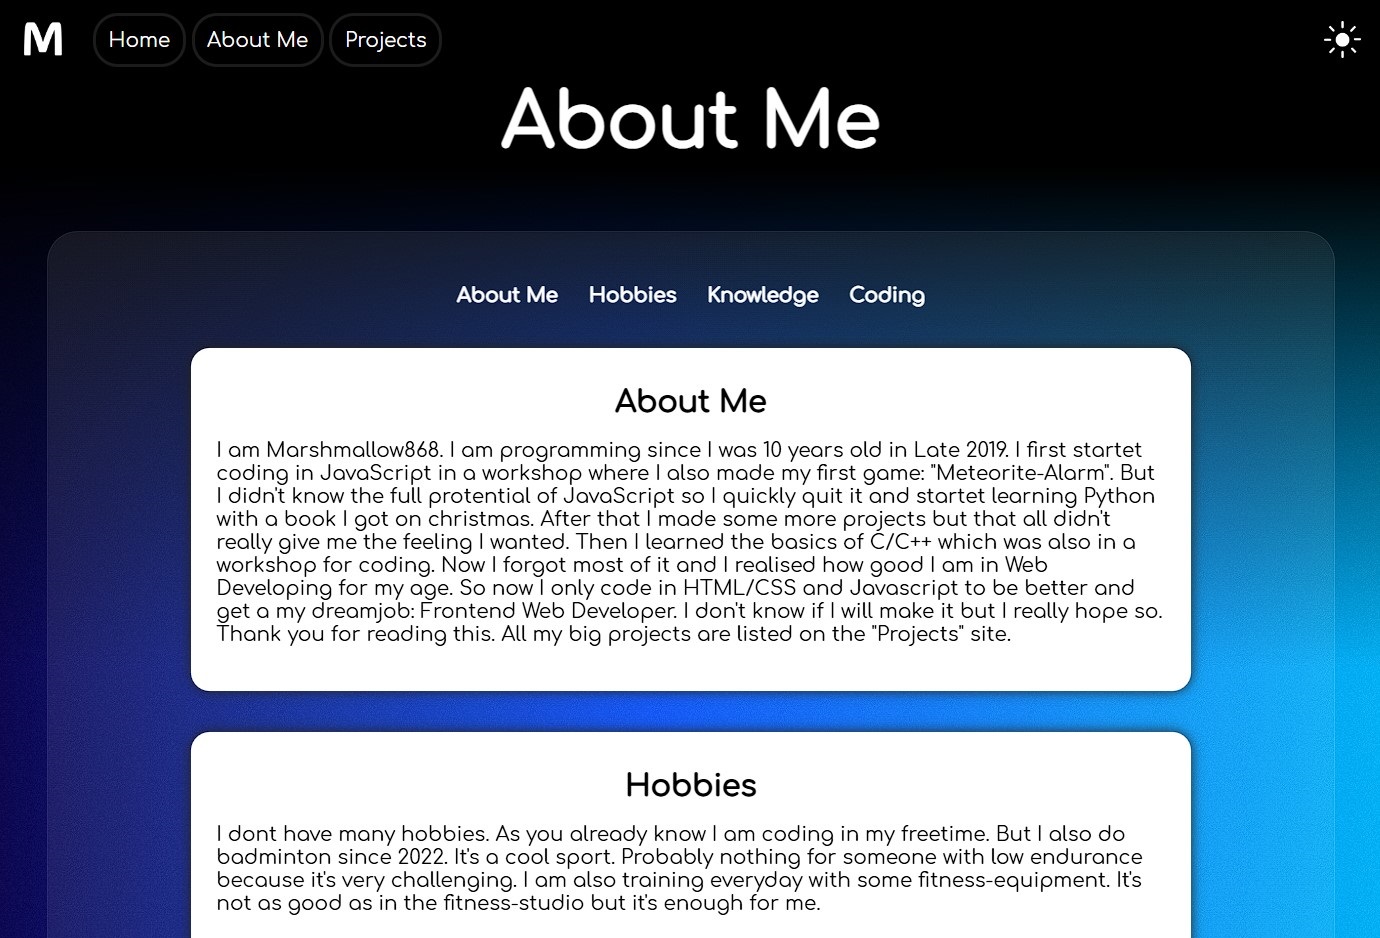 M Home About Me Projects
About Me
About Me Hobbies Knowledge Coding
About Me
I am Marshmallow868. I am programming since I was 10 years old in Late 2019. I first startet
coding in JavaScript in a workshop where I also made my first game: "Meteorite-Alarm". But
I didn't know the full protential of JavaScript so I quickly quit it and startet learning Python
with a book I got on christmas. After that I made some more projects but that all didn't
really give me the feeling I wanted. Then I learned the basics of C/C++ which was also in a
workshop for coding. Now I forgot most of it and I realised how good I am in Web
Developing for my age. So now I only code in HTML/CSS and Javascript to be better and
get a my dreamjob: Frontend Web Developer. I don't know if I will make it but I really hope so.
Thank you for reading this. All my big projects are listed on the "Projects" site.
Hobbies
I dont have many hobbies. As you already know I am coding in my freetime. But I also do
badminton since 2022. It's a cool sport. Probably nothing for someone with low endurance
because it's very challenging. I am also training everyday with some fitness-equipment. It's
not as good as in the fitness-studio but it's enough for me.